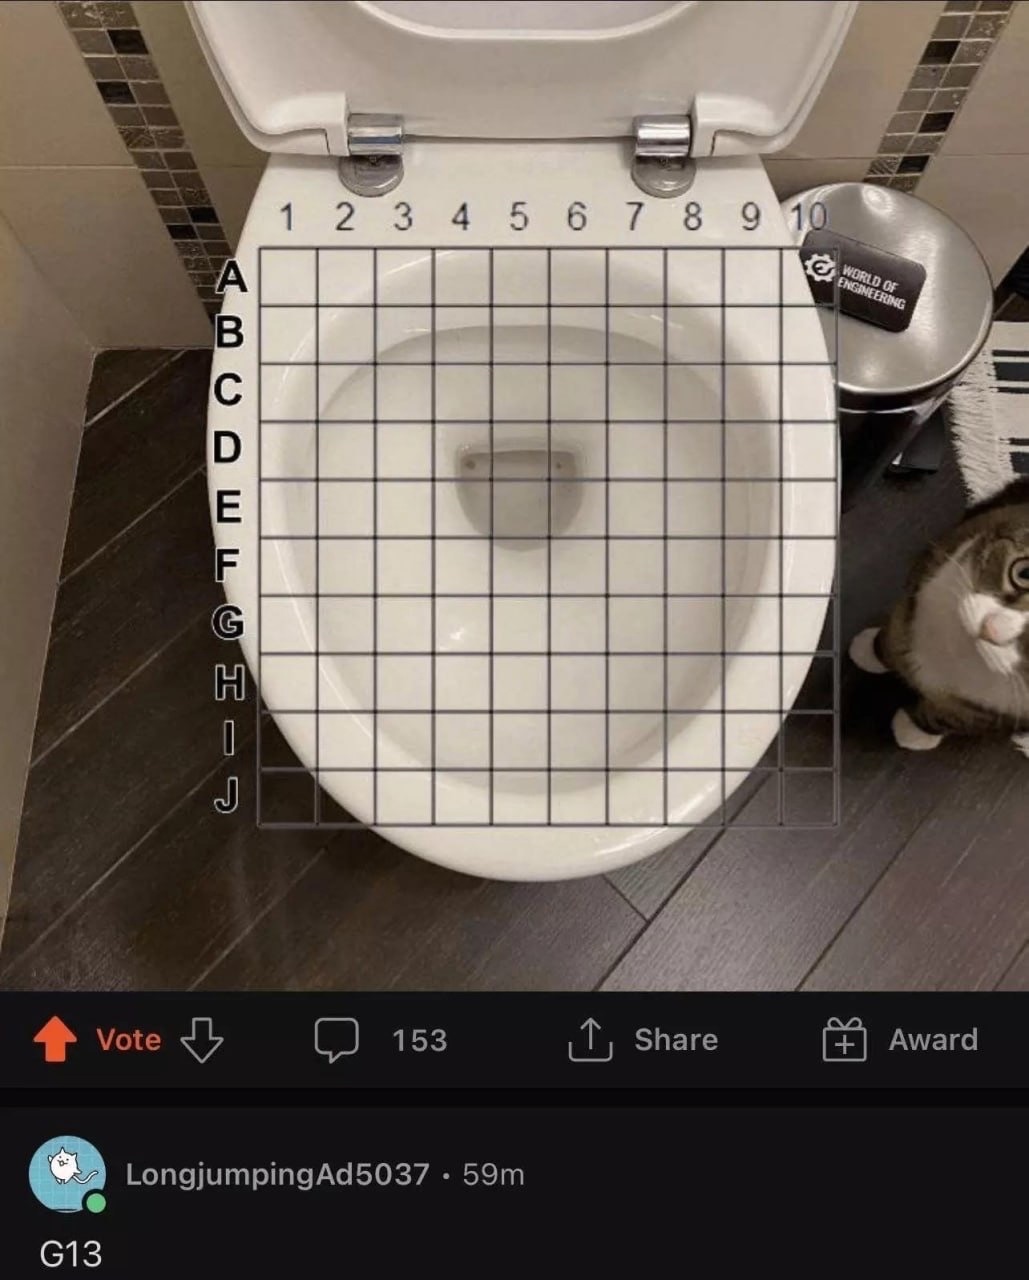 1 2 3 4 5 6 7 8 9 10
A
WORLD OF
ENGINEERING
B
C
D
E
F
G
H
I
J
Vote 153 Share Award
LongjumpingAd5037 · 59m
G13